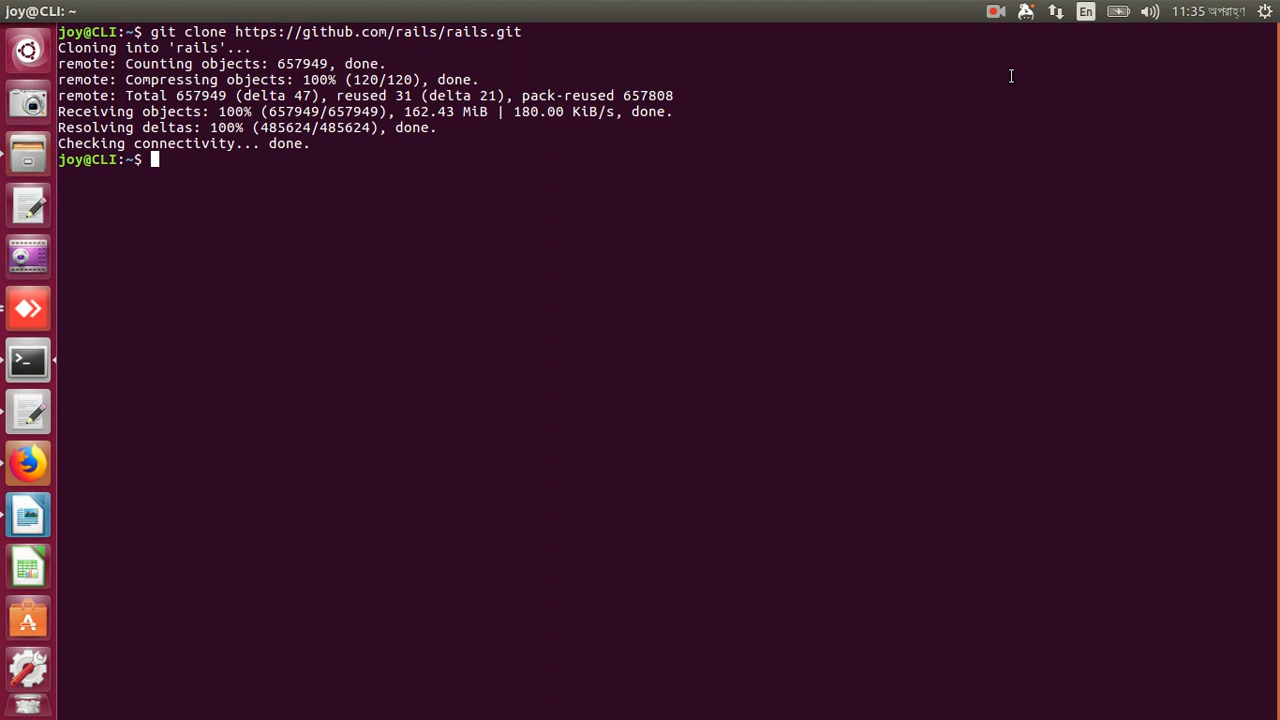 joy@CLI: ~
En
11:35 অপরাহ্ণ
joy@CLI:~$ git clone https://github.com/rails/rails.git
Cloning into 'rails'...
remote: Counting objects: 657949, done.
remote: Compressing objects: 100% (120/120), done.
remote: Total 657949 (delta 47), reused 31 (delta 21), pack-reused 657808
Receiving objects: 100% (657949/657949), 162.43 MiB | 180.00 KiB/s, done.
Resolving deltas: 100% (485624/485624), done.
Checking connectivity... done.
joy@CLI:~$